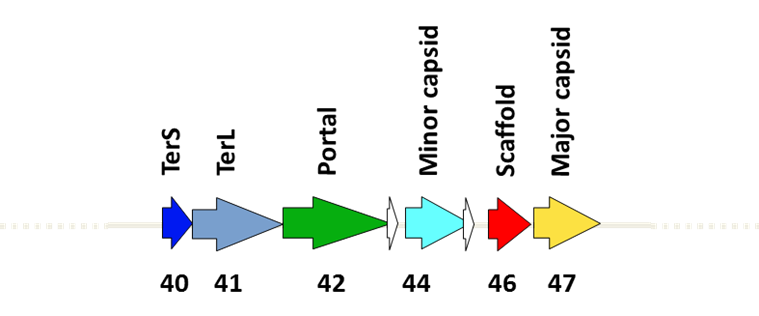 TerS
TerL
Portal
Minor capsid
Scaffold
Major capsid
40 41 42 44 46 47